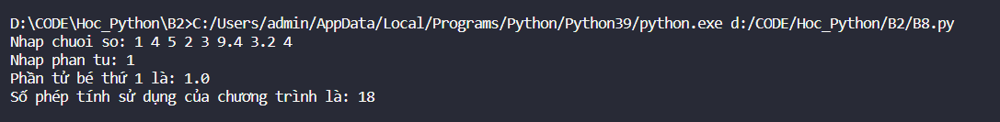 D:\CODE\Hoc_Python\B2>C:/Users/admin/AppData/Local/Programs/Python/Python39/python.exe d:/CODE/Hoc_Python/B2/B8.py
Nhap chuoi so: 1 4 5 2 3 9.4 3.2 4
Nhap phan tu: 1
Phần tử bé thứ 1 là: 1.0
Số phép tính sử dụng của chương trình là: 18